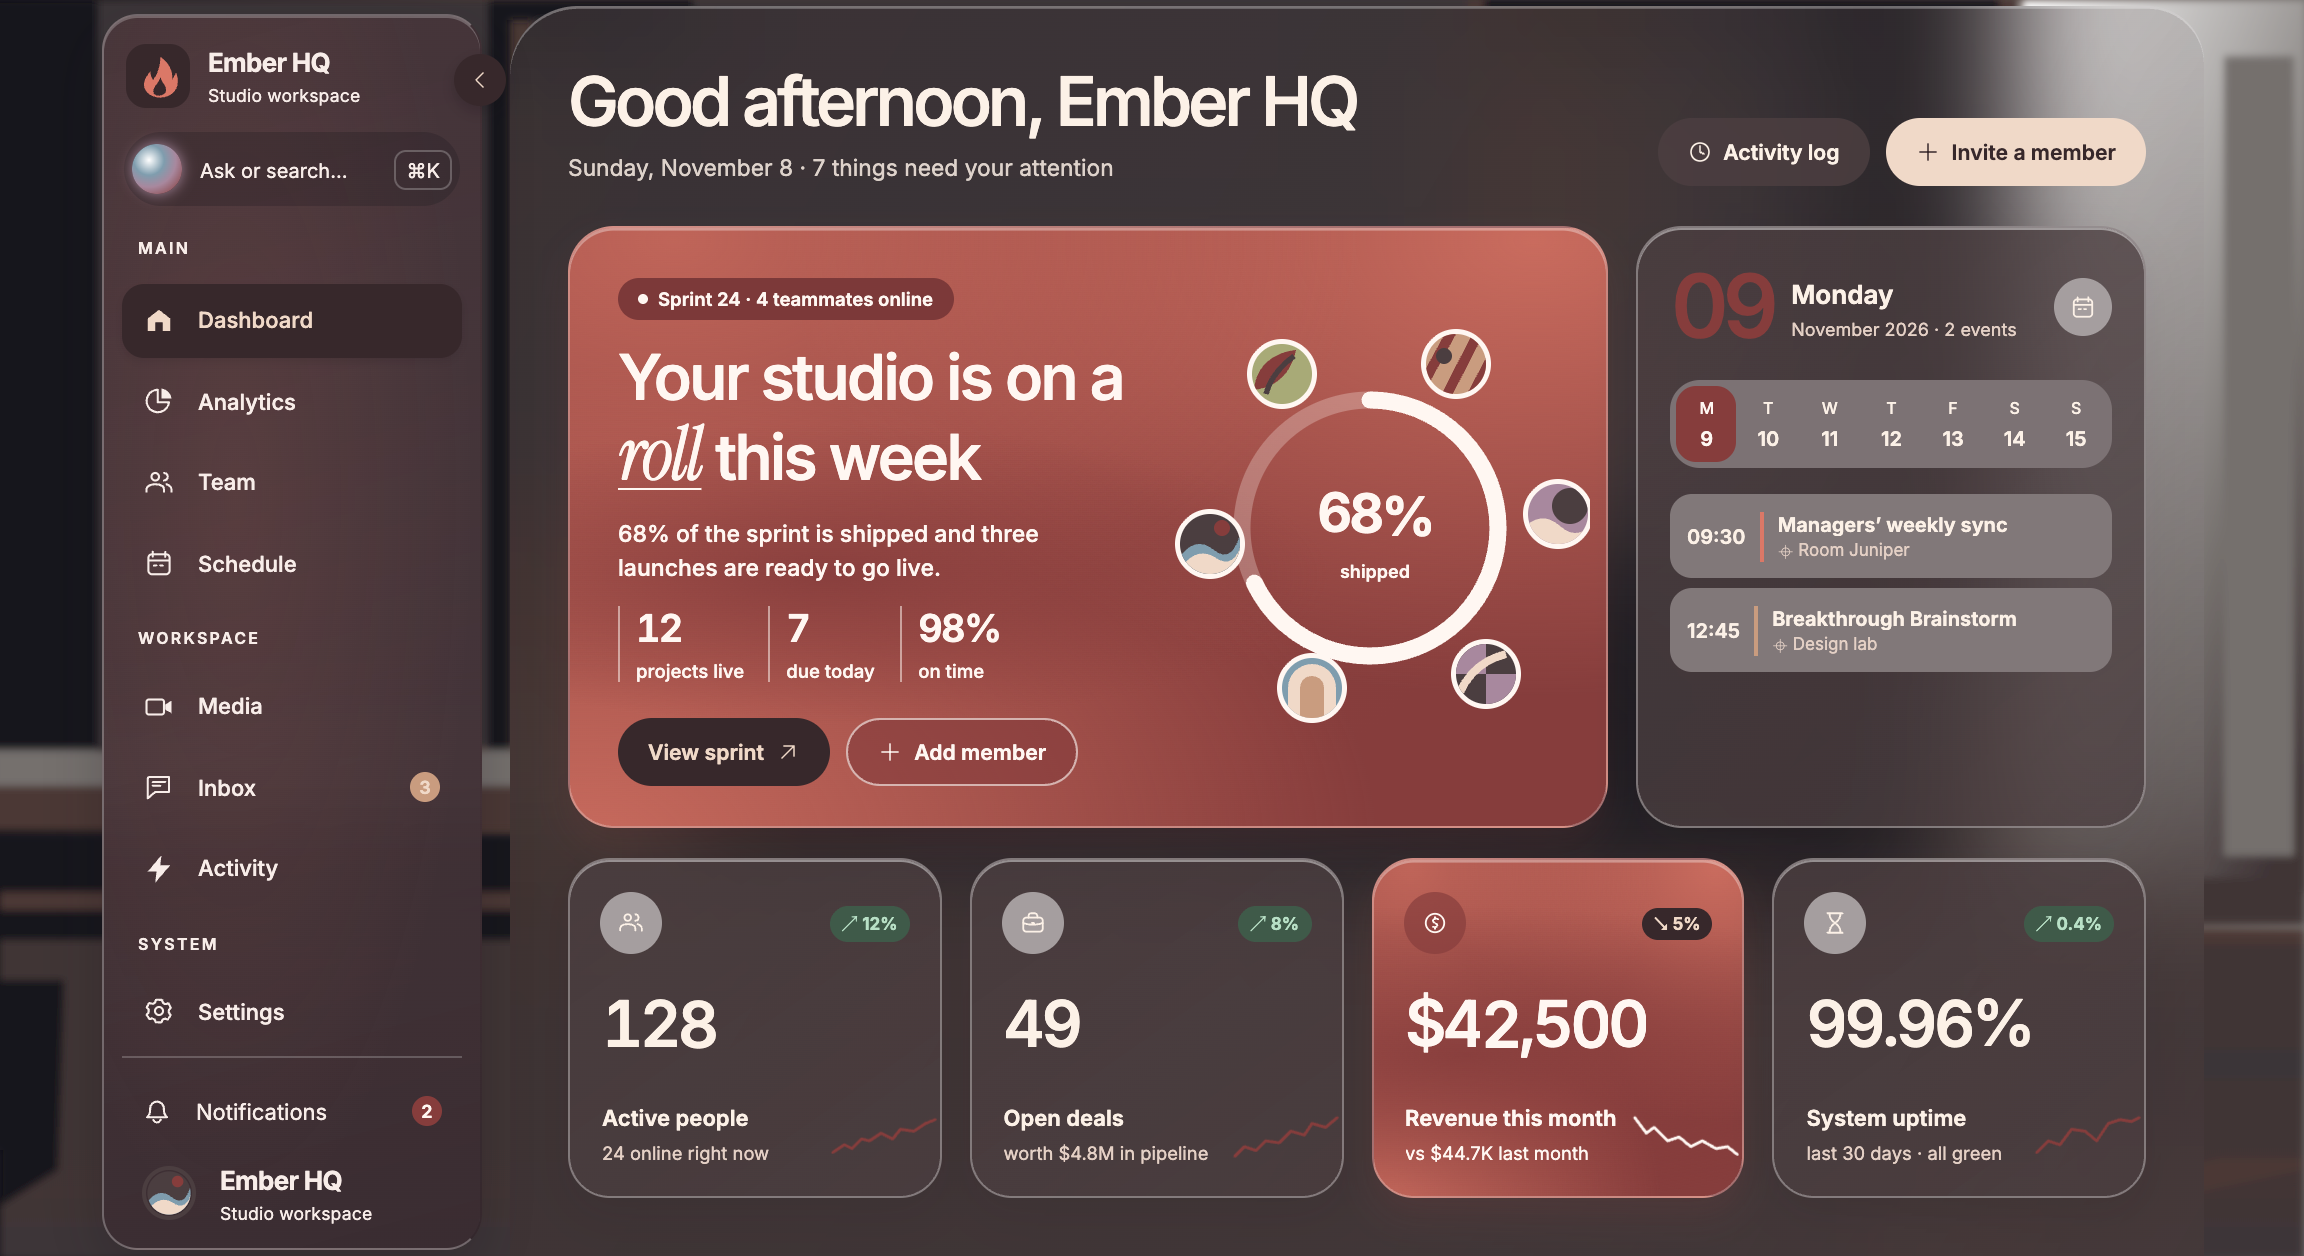 Ember HQ
Studio workspace
Ask or search...
⌘K
MAIN
Dashboard
Analytics
Team
Schedule
WORKSPACE
Media
Inbox
3
Activity
SYSTEM
Settings
Notifications
2
Ember HQ
Studio workspace
Good afternoon, Ember HQ
Sunday, November 8 · 7 things need your attention
Activity log
Invite a member
Sprint 24 · 4 teammates online
Your studio is on a
roll this week
68% of the sprint is shipped and three
launches are ready to go live.
12
projects live
7
due today
98%
on time
View sprint
Add member
68%
shipped
09
Monday
November 2026 · 2 events
M T W T F S S
9 10 11 12 13 14 15
09:30
Managers’ weekly sync
Room Juniper
12:45
Breakthrough Brainstorm
Design lab
12%
128
Active people
24 online right now
8%
49
Open deals
worth $4.8M in pipeline
5%
$42,500
Revenue this month
vs $44.7K last month
0.4%
99.96%
System uptime
last 30 days · all green